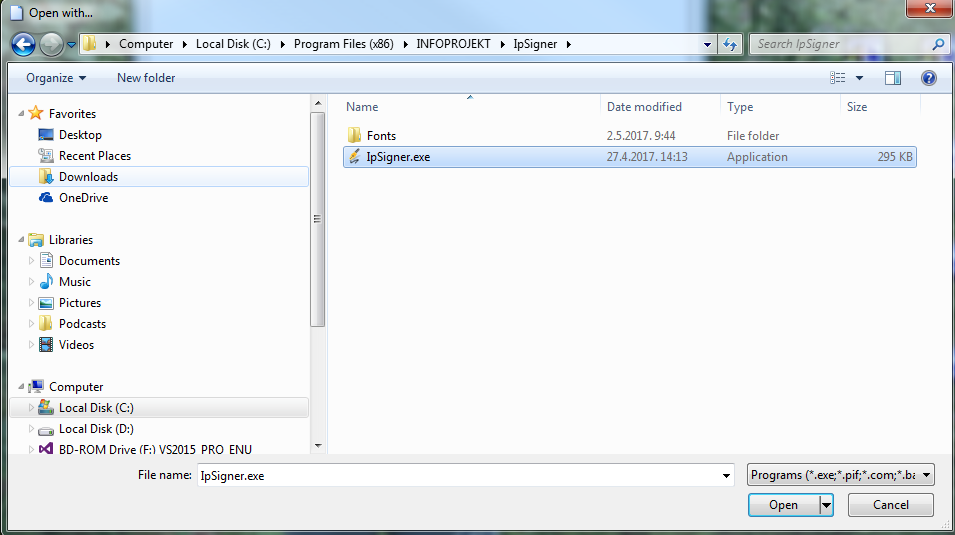 Open with...
Computer Local Disk (C:) Program Files (x86) INFOPROJEKT IpSigner Search IpSigner
Organize New folder
Name Date modified Type Size
Favorites
Desktop
Recent Places
Downloads
OneDrive
Libraries
Documents
Music
Pictures
Podcasts
Videos
Computer
Local Disk (C:)
Local Disk (D:)
BD-ROM Drive (F:) VS2015_PRO_ENU
Fonts 2.5.2017. 9:44 File folder
IpSigner.exe 27.4.2017. 14:13 Application 295 KB
File name: IpSigner.exe Programs (*.exe;*.pif;*.com;*.ba
Open Cancel